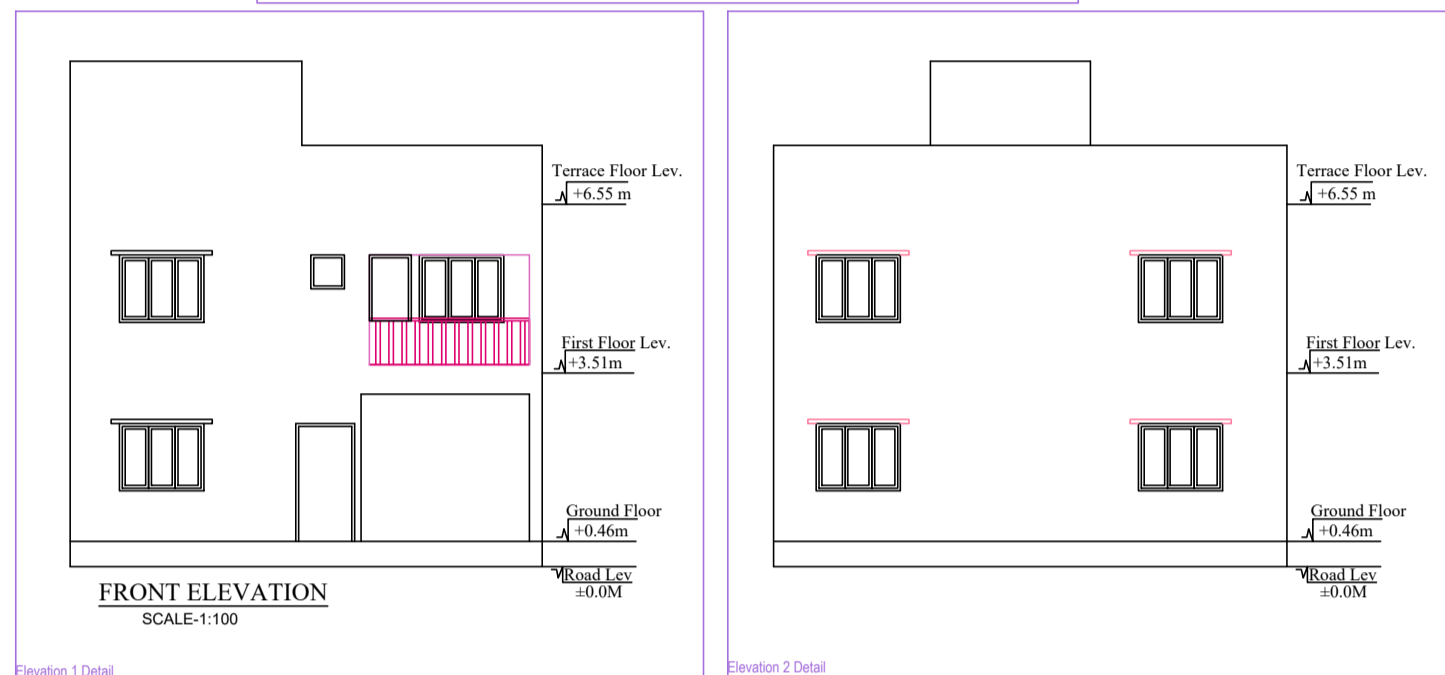 Terrace Floor Lev.
+6.55 m
First Floor Lev.
+3.51m
Ground Floor
+0.46m
Road Lev
±0.0M
FRONT ELEVATION
SCALE-1:100
Elevation 1 Detail
Terrace Floor Lev.
+6.55 m
First Floor Lev.
+3.51m
Ground Floor
+0.46m
Road Lev
±0.0M
Elevation 2 Detail